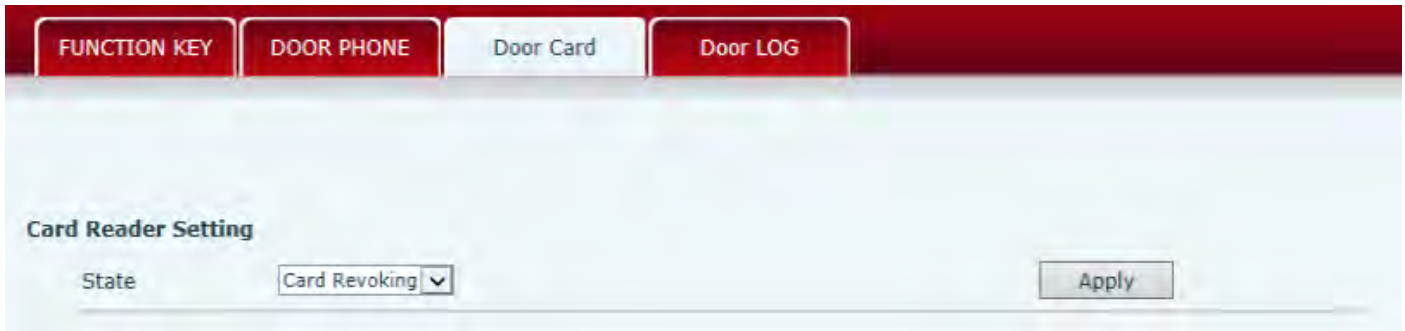 FUNCTION KEY DOOR PHONE Door Card Door LOG
Card Reader Setting
State Card Revoking Apply